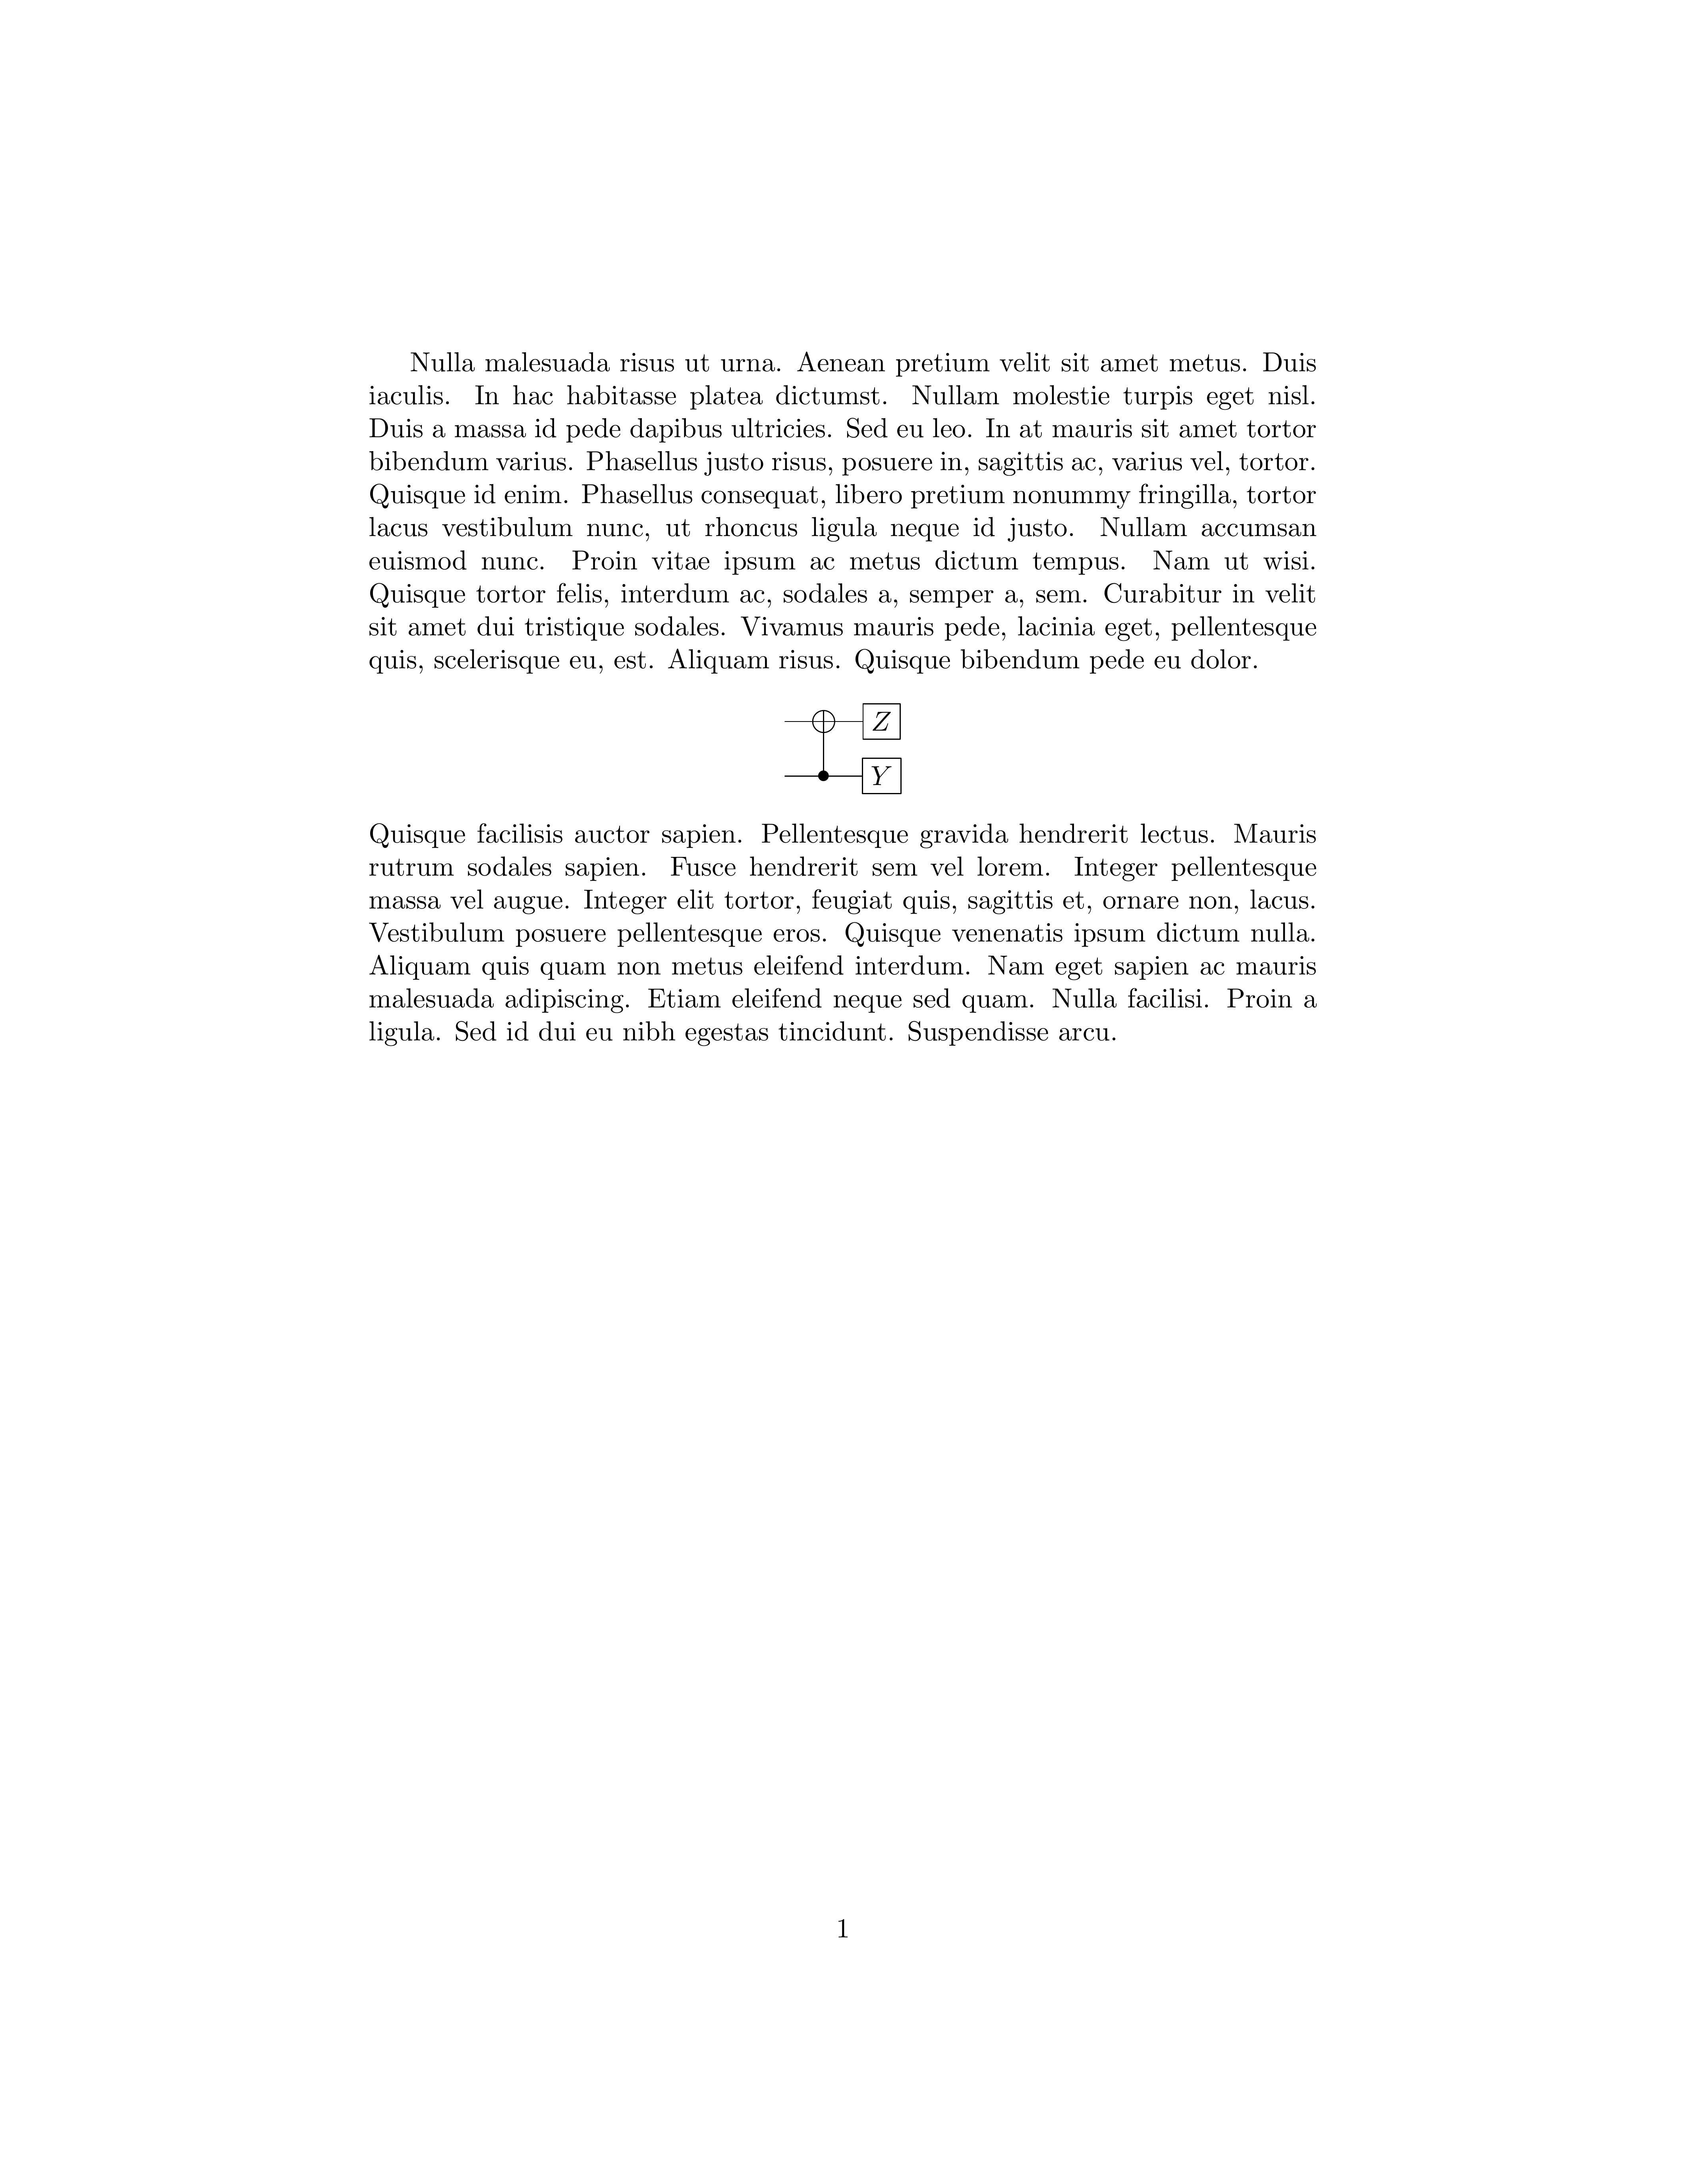 Nulla malesuada risus ut urna. Aenean pretium velit sit amet metus. Duis
iaculis. In hac habitasse platea dictumst. Nullam molestie turpis eget nisl.
Duis a massa id pede dapibus ultricies. Sed eu leo. In at mauris sit amet tortor
bibendum varius. Phasellus justo risus, posuere in, sagittis ac, varius vel, tortor.
Quisque id enim. Phasellus consequat, libero pretium nonummy fringilla, tortor
lacus vestibulum nunc, ut rhoncus ligula neque id justo. Nullam accumsan
euismod nunc. Proin vitae ipsum ac metus dictum tempus. Nam ut wisi.
Quisque tortor felis, interdum ac, sodales a, semper a, sem. Curabitur in velit
sit amet dui tristique sodales. Vivamus mauris pede, lacinia eget, pellentesque
quis, scelerisque eu, est. Aliquam risus. Quisque bibendum pede eu dolor.
Z
Y
Quisque facilisis auctor sapien. Pellentesque gravida hendrerit lectus. Mauris
rutrum sodales sapien. Fusce hendrerit sem vel lorem. Integer pellentesque
massa vel augue. Integer elit tortor, feugiat quis, sagittis et, ornare non, lacus.
Vestibulum posuere pellentesque eros. Quisque venenatis ipsum dictum nulla.
Aliquam quis quam non metus eleifend interdum. Nam eget sapien ac mauris
malesuada adipiscing. Etiam eleifend neque sed quam. Nulla facilisi. Proin a
ligula. Sed id dui eu nibh egestas tincidunt. Suspendisse arcu.
1